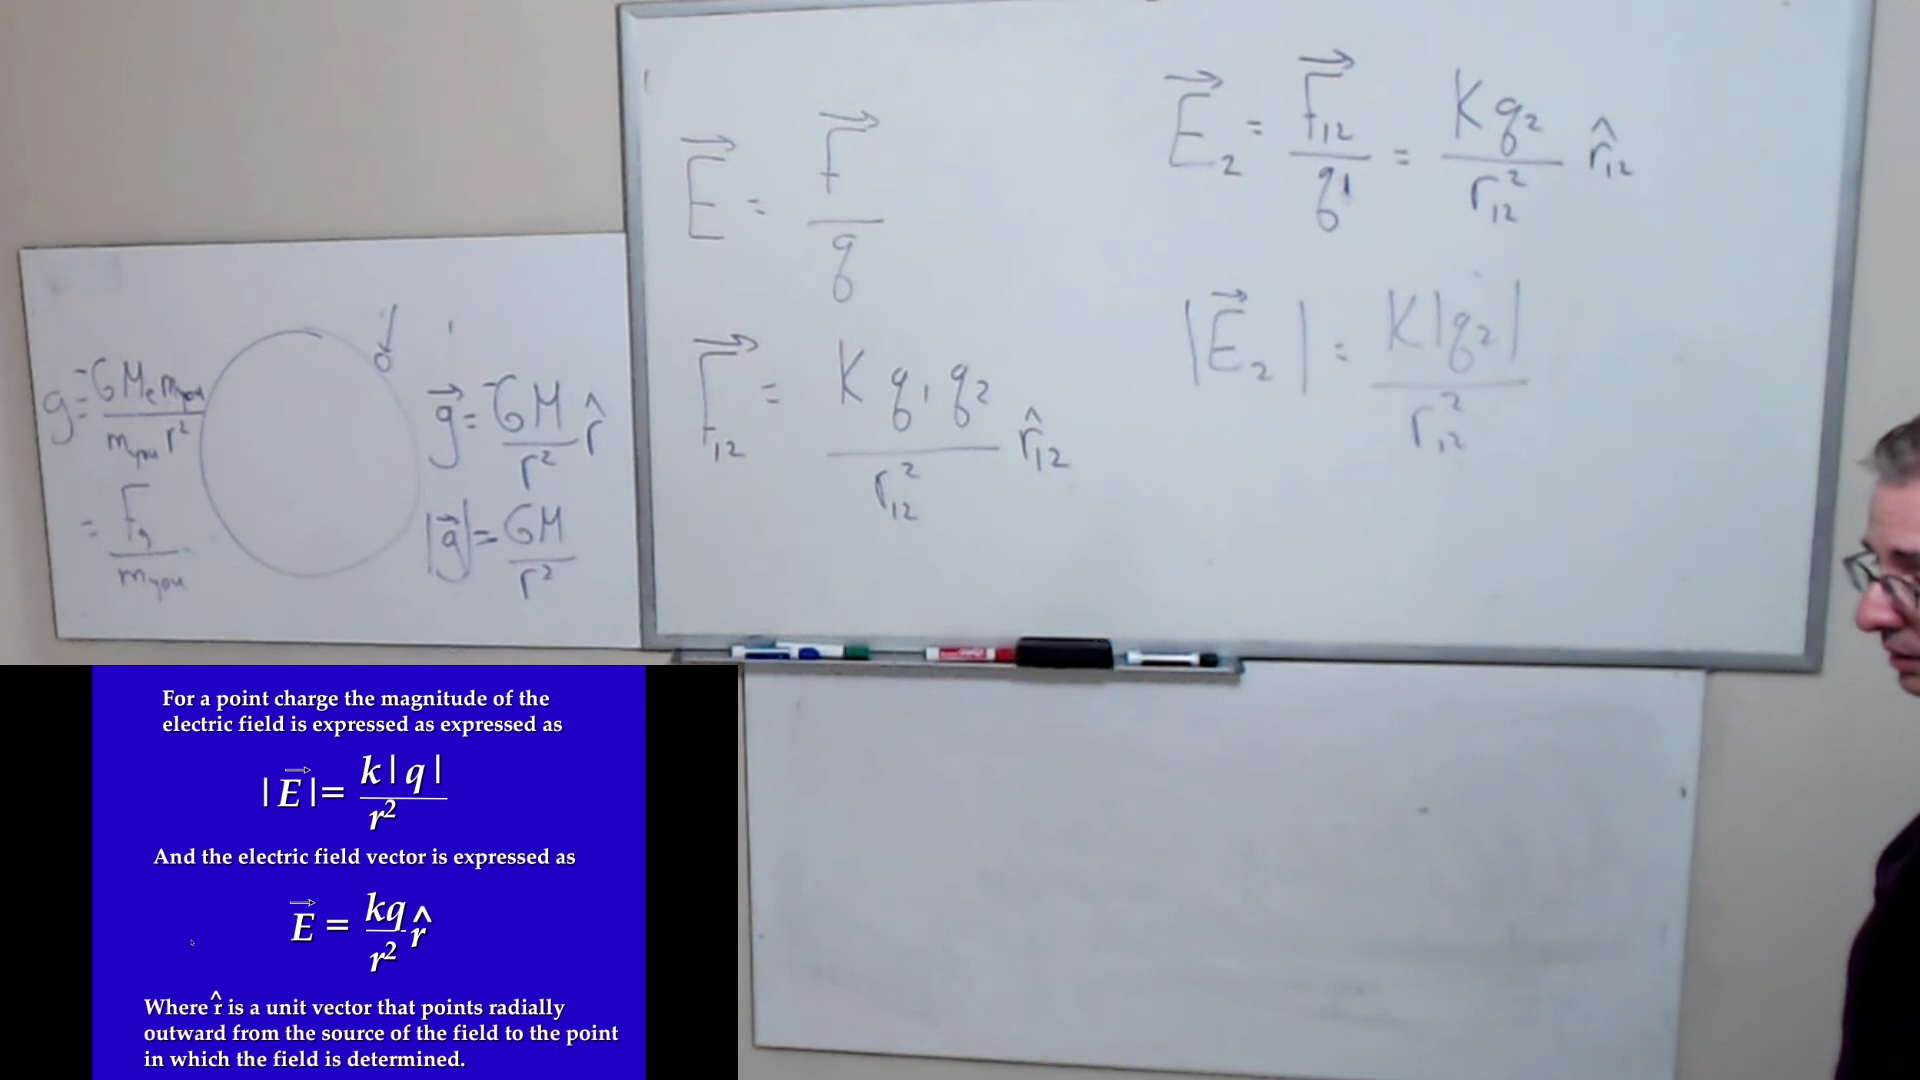 g = -GMₑmyou / myou r²
= Fg / myou
g⃗ = -GM / r² r̂
|g⃗| = GM / r²
E⃗ = F⃗ / q
F⃗₁₂ = K q₁ q₂ / r₁₂² r̂₁₂
E⃗₂ = F⃗₁₂ / q₁ = K q₂ / r₁₂² r̂₁₂
|E⃗₂| = K|q₂| / r₁₂²
For a point charge the magnitude of the
electric field is expressed as expressed as
|E⃗| = k|q| / r²
And the electric field vector is expressed as
E⃗ = kq / r² r̂
Where r̂ is a unit vector that points radially
outward from the source of the field to the point
in which the field is determined.